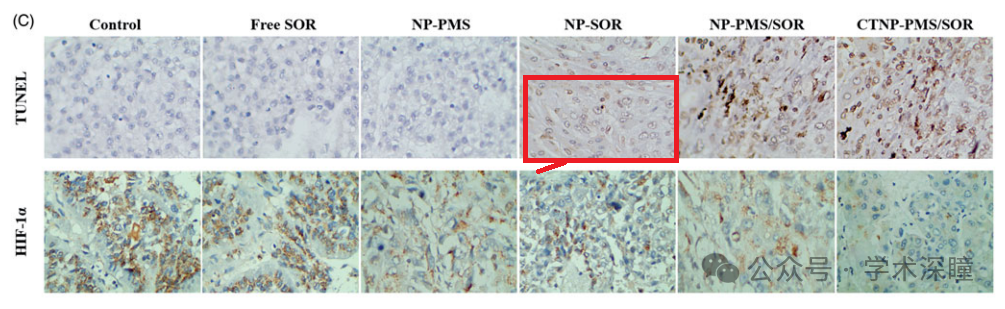 (C)
Control Free SOR NP-PMS NP-SOR NP-PMS/SOR CTNP-PMS/SOR
TUNEL
HIF-1α
公众号 学术深瞳